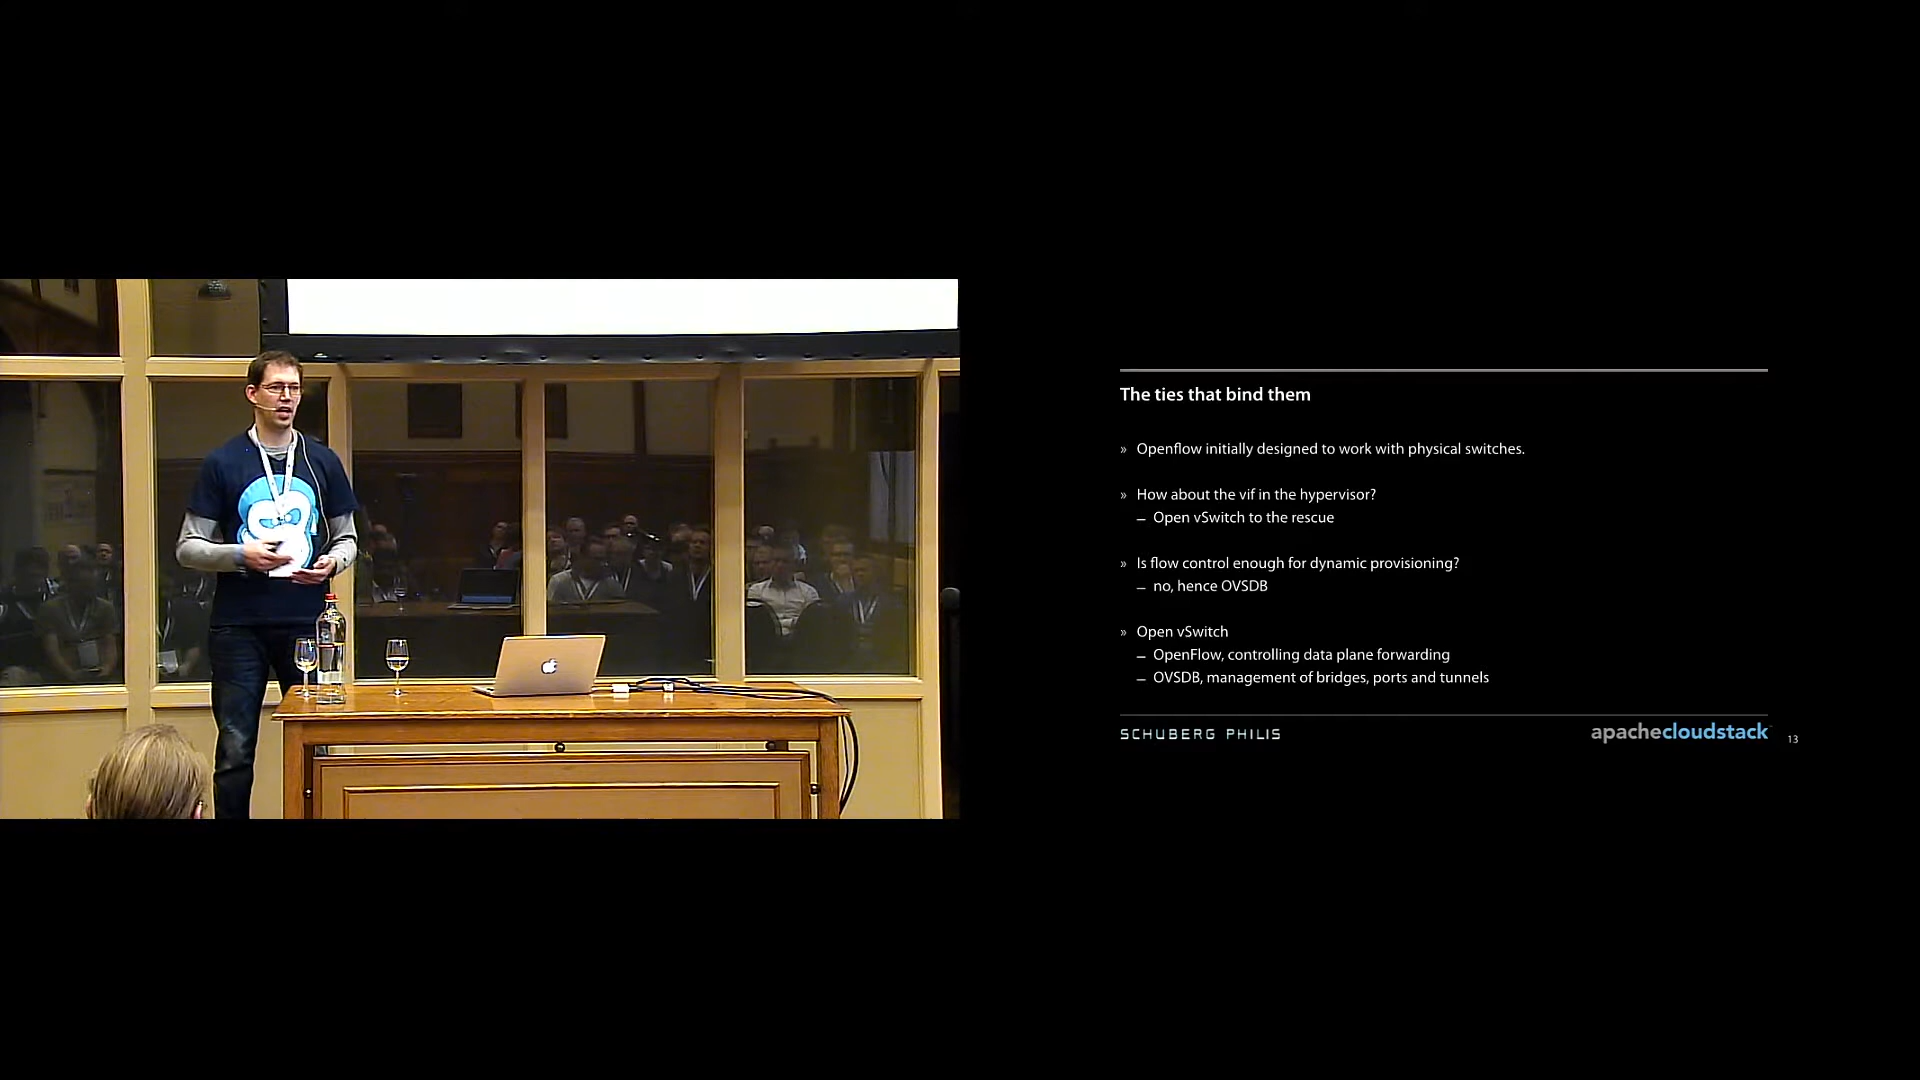 The ties that bind them
» Openflow initially designed to work with physical switches.
» How about the vif in the hypervisor?
– Open vSwitch to the rescue
» Is flow control enough for dynamic provisioning?
– no, hence OVSDB
» Open vSwitch
– OpenFlow, controlling data plane forwarding
– OVSDB, management of bridges, ports and tunnels
SCHUBERG PHILIS
apachecloudstack
13